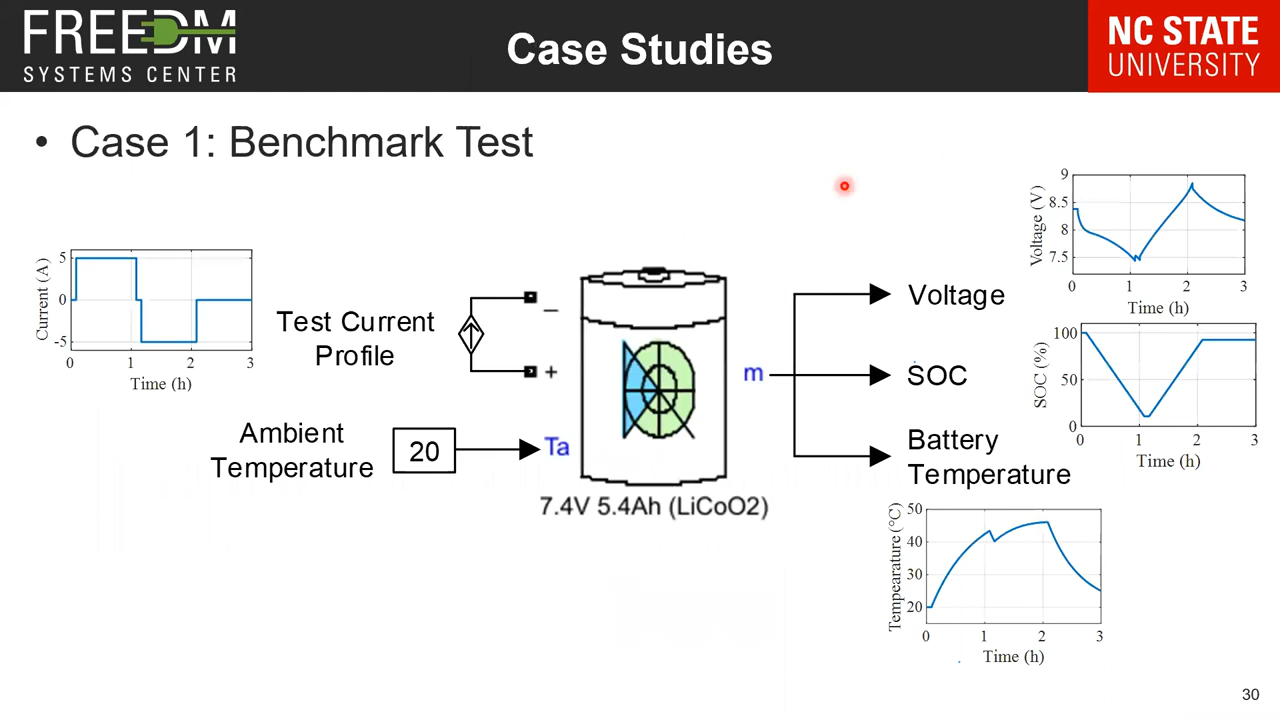 FREEDM
SYSTEMS CENTER
Case Studies
NC STATE
UNIVERSITY
• Case 1: Benchmark Test
Current (A)
5
0
-5
0 1 2 3
Time (h)
Test Current
Profile
Ambient
Temperature
20
−
+
Ta
m
7.4V 5.4Ah (LiCoO2)
Voltage
SOC
Battery
Temperature
Voltage (V)
9
8.5
8
7.5
0 1 2 3
Time (h)
SOC (%)
100
50
0
0 1 2 3
Time (h)
Tempearature (°C)
50
40
30
20
0 1 2 3
Time (h)
30